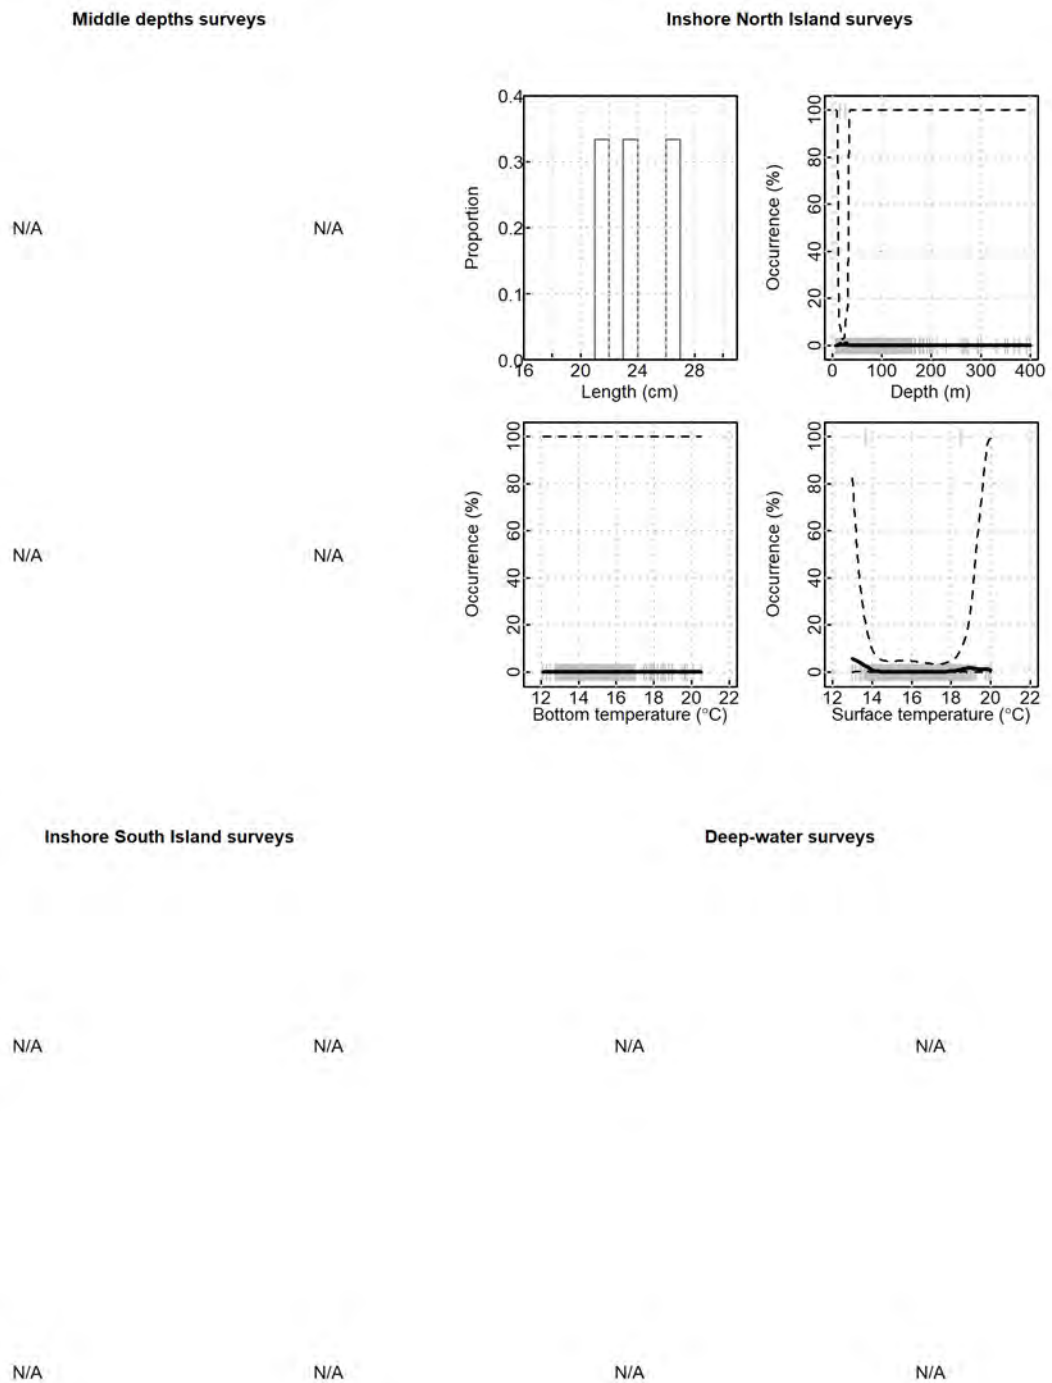 Middle depths surveys
Inshore North Island surveys
N/A
N/A
0.4
0.3
0.2
0.1
0.0
Proportion
16 20 24 28
Length (cm)
100
80
60
40
20
0
Occurrence (%)
0 100 200 300 400
Depth (m)
N/A
N/A
100
80
60
40
20
0
Occurrence (%)
12 14 16 18 20 22
Bottom temperature (°C)
100
80
60
40
20
0
Occurrence (%)
12 14 16 18 20 22
Surface temperature (°C)
Inshore South Island surveys
Deep-water surveys
N/A
N/A
N/A
N/A
N/A
N/A
N/A
N/A